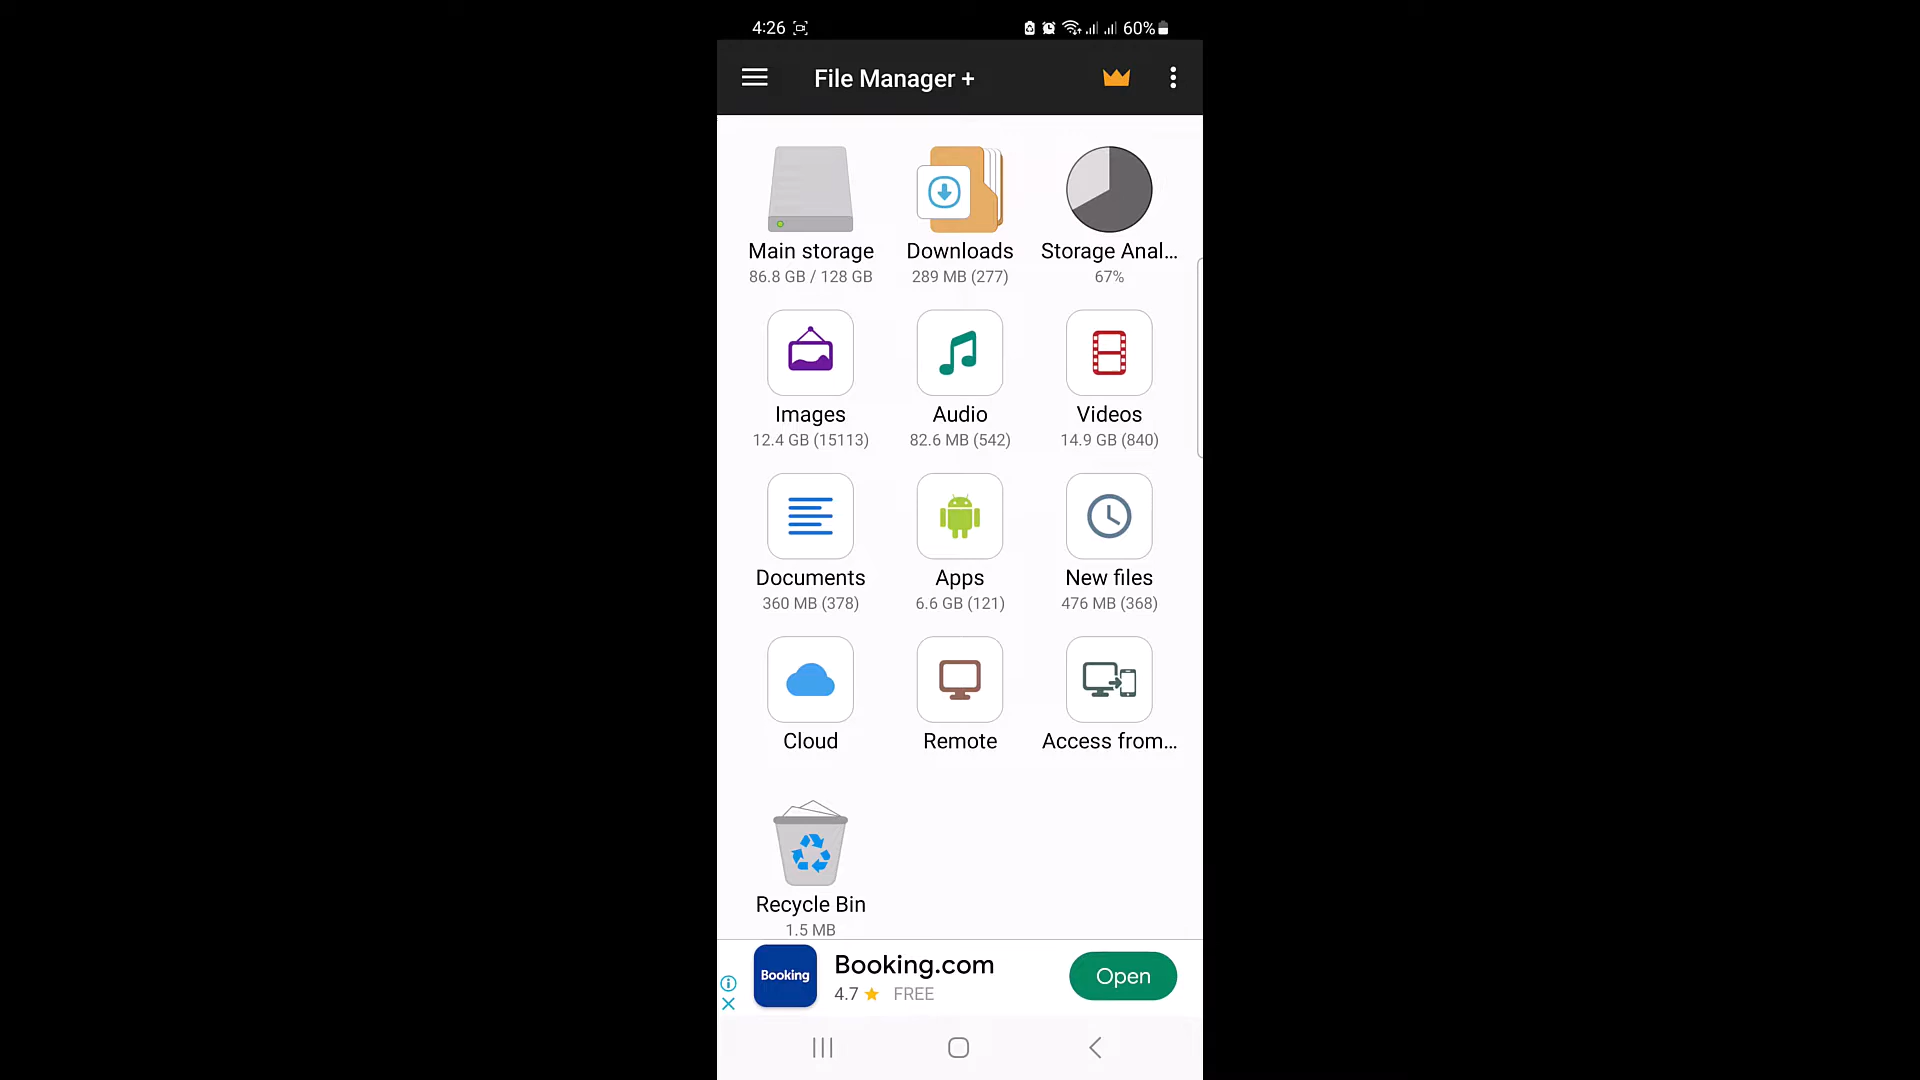 4:26 60%
File Manager +
Main storage Downloads Storage Anal...
86.8 GB / 128 GB 289 MB (277) 67%
Images Audio Videos
12.4 GB (15113) 82.6 MB (542) 14.9 GB (840)
Documents Apps New files
360 MB (378) 6.6 GB (121) 476 MB (368)
Cloud Remote Access from...
Recycle Bin
1.5 MB
Booking Booking.com Open
4.7 FREE